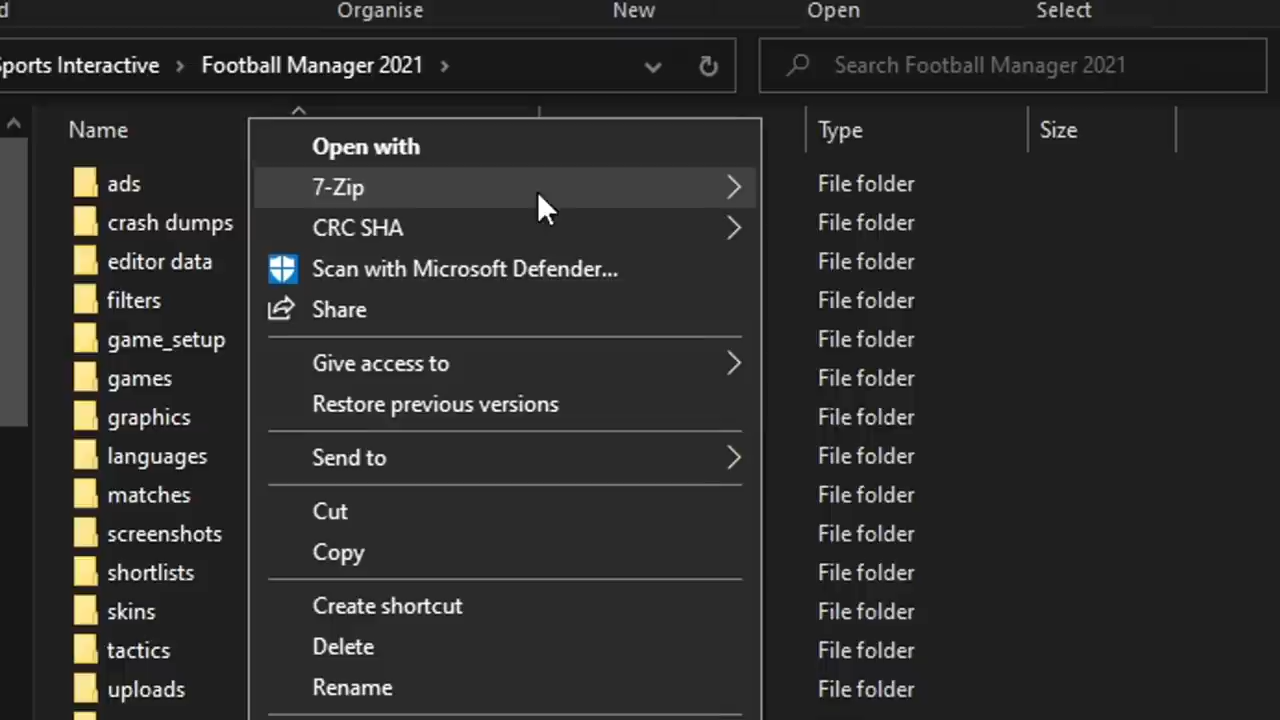 Organise New Open Select
Sports Interactive > Football Manager 2021 > Search Football Manager 2021
Name Type Size
ads File folder
crash dumps File folder
editor data File folder
filters File folder
game_setup File folder
games File folder
graphics File folder
languages File folder
matches File folder
screenshots File folder
shortlists File folder
skins File folder
tactics File folder
uploads File folder
Open with
7-Zip
CRC SHA
Scan with Microsoft Defender...
Share
Give access to
Restore previous versions
Send to
Cut
Copy
Create shortcut
Delete
Rename